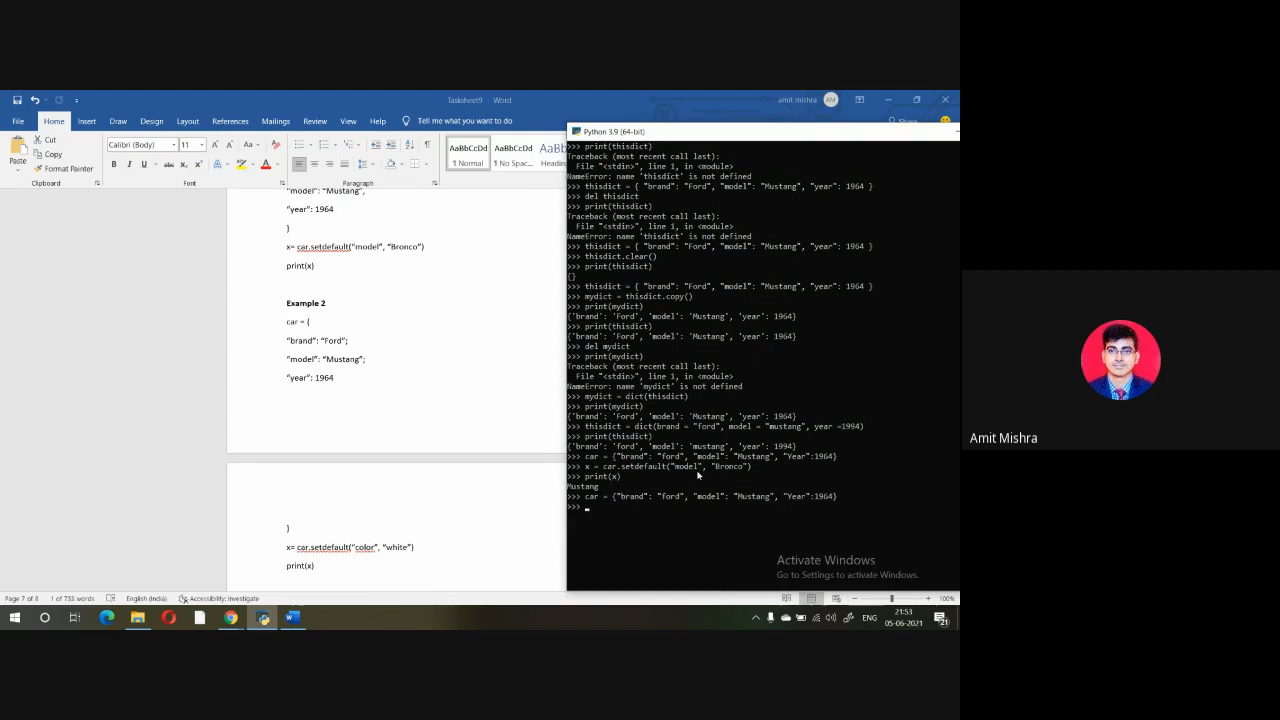 Tasksheet9 - Word
amit mishra
AM
File Home Insert Draw Design Layout References Mailings Review View Help Tell me what you want to do
Share
Paste
Cut
Copy
Format Painter
Clipboard
Calibri (Body)
11
Font
Paragraph
AaBbCcDd AaBbCcDd AaBbC
¶ Normal ¶ No Spac... Heading
"model": "Mustang",
"year": 1964
}
x= car.setdefault("model", "Bronco")
print(x)
Example 2
car = {
"brand": "Ford";
"model": "Mustang";
"year": 1964
}
x= car.setdefault("color", "white")
print(x)
Python 3.9 (64-bit)
>>> print(thisdict)
Traceback (most recent call last):
File "<stdin>", line 1, in <module>
NameError: name 'thisdict' is not defined
>>> thisdict = { "brand": "Ford", "model": "Mustang", "year": 1964 }
>>> del thisdict
>>> print(thisdict)
Traceback (most recent call last):
File "<stdin>", line 1, in <module>
NameError: name 'thisdict' is not defined
>>> thisdict = { "brand": "Ford", "model": "Mustang", "year": 1964 }
>>> thisdict.clear()
>>> print(thisdict)
{}
>>> thisdict = { "brand": "Ford", "model": "Mustang", "year": 1964 }
>>> mydict = thisdict.copy()
>>> print(mydict)
{'brand': 'Ford', 'model': 'Mustang', 'year': 1964}
>>> print(thisdict)
{'brand': 'Ford', 'model': 'Mustang', 'year': 1964}
>>> del mydict
>>> print(mydict)
Traceback (most recent call last):
File "<stdin>", line 1, in <module>
NameError: name 'mydict' is not defined
>>> mydict = dict(thisdict)
>>> print(mydict)
{'brand': 'Ford', 'model': 'Mustang', 'year': 1964}
>>> thisdict = dict(brand = "ford", model = "mustang", year =1994)
>>> print(thisdict)
{'brand': 'ford', 'model': 'mustang', 'year': 1994}
>>> car = {"brand": "ford", "model": "Mustang", "Year":1964}
>>> x = car.setdefault("model", "Bronco")
>>> print(x)
Mustang
>>> car = {"brand": "ford", "model": "Mustang", "Year":1964}
>>>
Activate Windows
Go to Settings to activate Windows.
Amit Mishra
Page 7 of 8 1 of 733 words English (India) Accessibility: Investigate
100%
ENG
21:53
05-06-2021
21